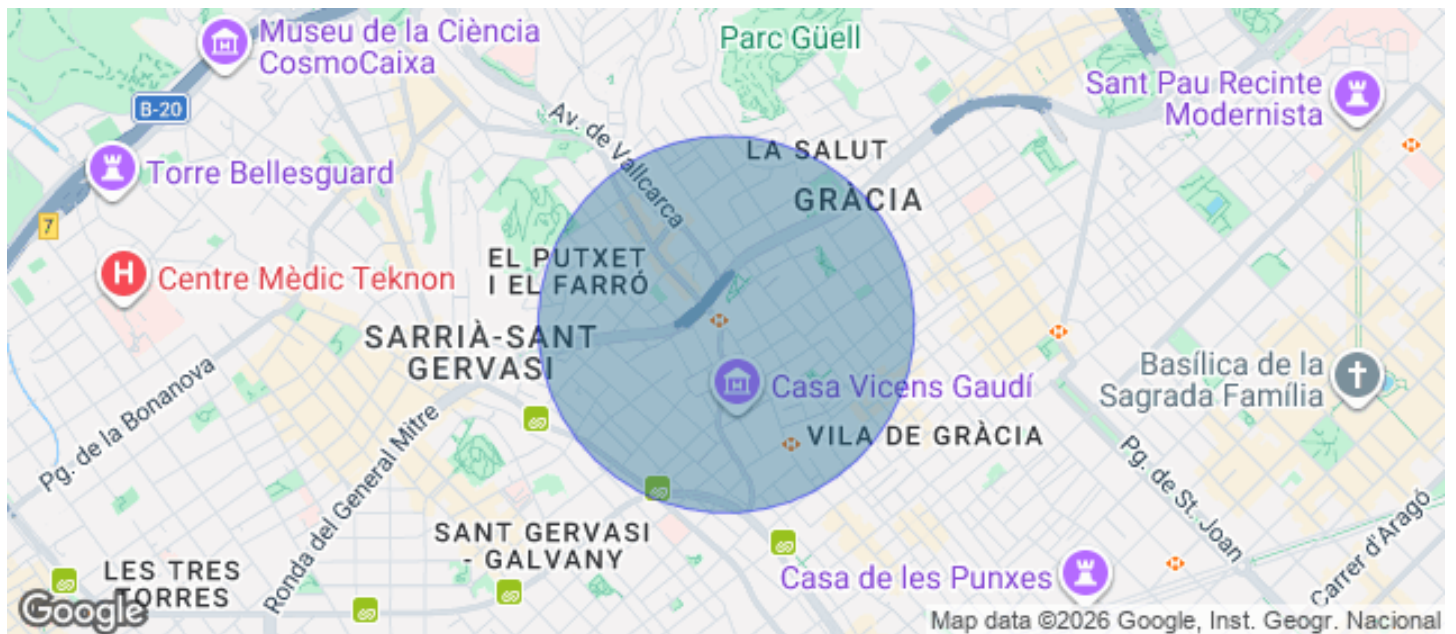 Museu de la Ciència
CosmoCaixa
Parc Güell
B-20
Sant Pau Recinte
Modernista
Av. de Vallcarca
LA SALUT
Torre Bellesguard
GRÀCIA
7
EL PUTXET
I EL FARRÓ
H
Centre Mèdic Teknon
SARRIÀ-SANT
GERVASI
Basílica de la
Sagrada Família
Casa Vicens Gaudí
Pg. de la Bonanova
Ronda del General Mitre
VILA DE GRÀCIA
Pg. de St. Joan
SANT GERVASI
- GALVANY
Carrer d'Aragó
LES TRES
TORRES
Casa de les Punxes
Google
Map data ©2026 Google, Inst. Geogr. Nacional